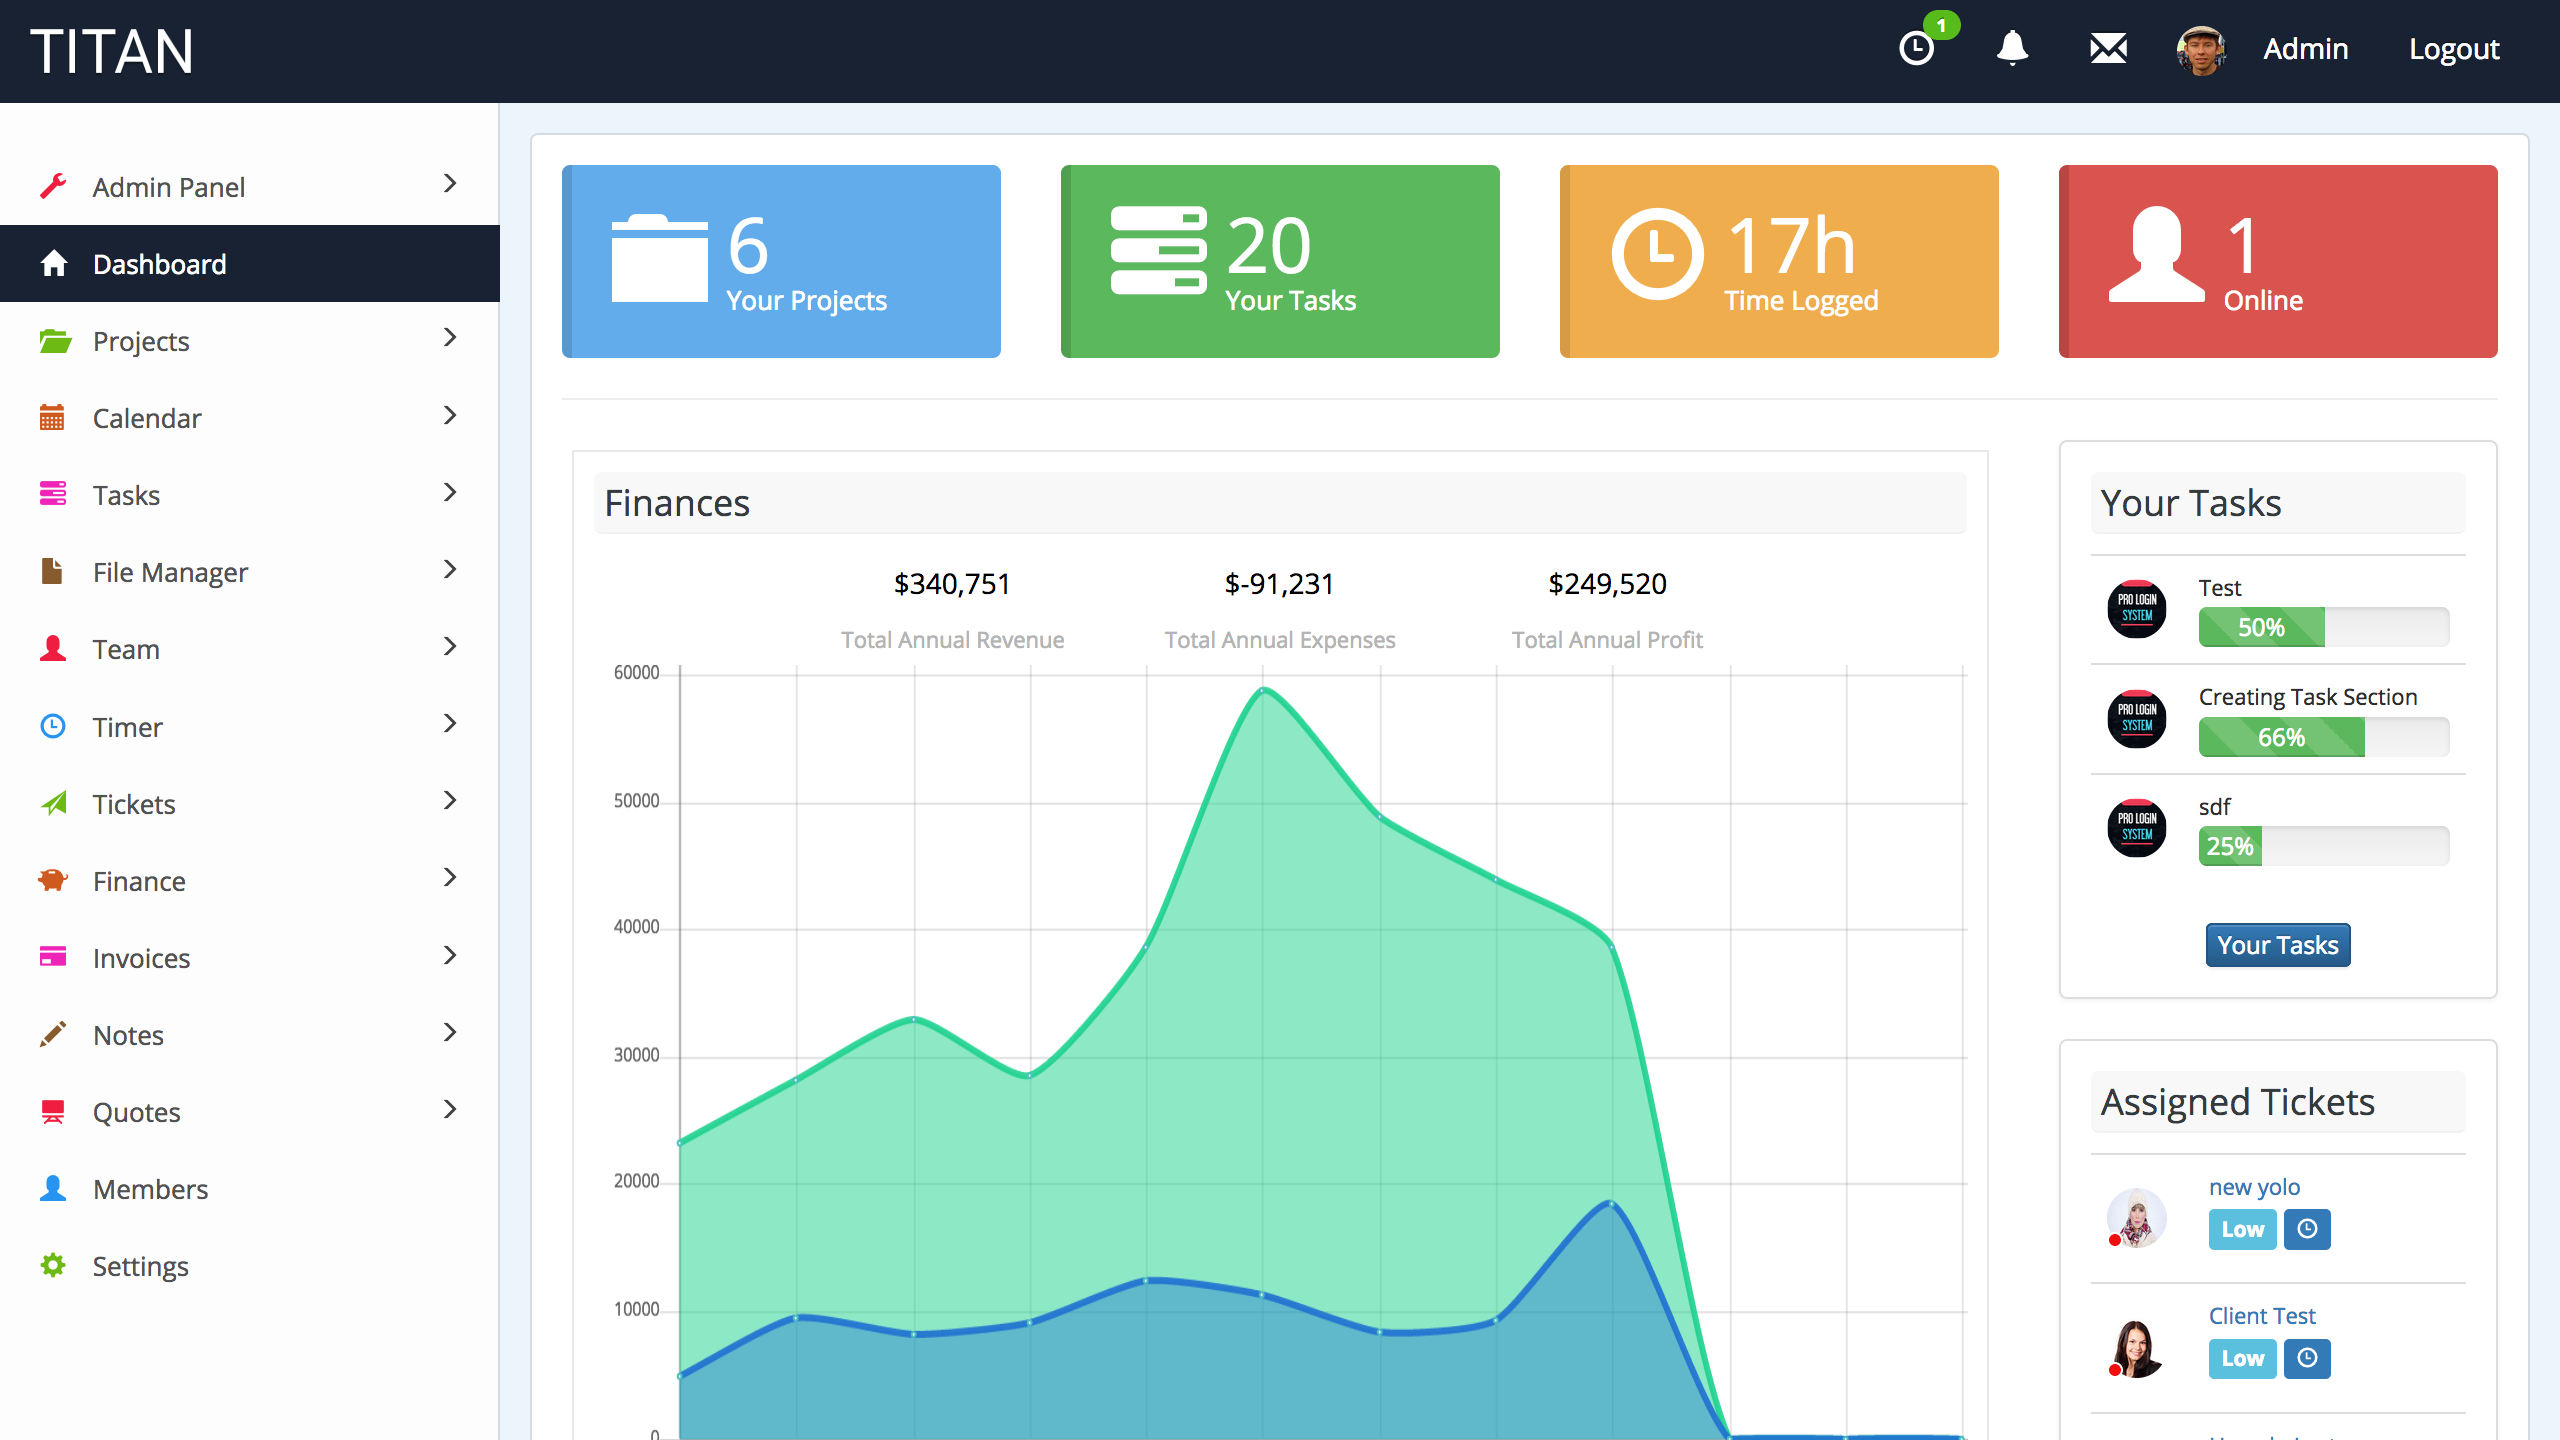 TITAN
1
Admin
Logout
Admin Panel
Dashboard
Projects
Calendar
Tasks
File Manager
Team
Timer
Tickets
Finance
Invoices
Notes
Quotes
Members
Settings
6
Your Projects
20
Your Tasks
17h
Time Logged
1
Online
Finances
$340,751
$-91,231
$249,520
Total Annual Revenue
Total Annual Expenses
Total Annual Profit
60000
50000
40000
30000
20000
10000
0
Your Tasks
PRO LOGIN
SYSTEM
Test
50%
PRO LOGIN
SYSTEM
Creating Task Section
66%
PRO LOGIN
SYSTEM
sdf
25%
Your Tasks
Assigned Tickets
new yolo
Low
Client Test
Low